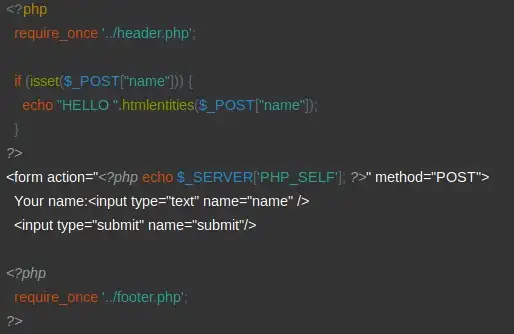 <?php
require_once '../header.php';
if (isset($_POST["name"])) {
echo "HELLO ".htmlentities($_POST["name"]);
}
?>
<form action="<?php echo $_SERVER['PHP_SELF']; ?>" method="POST">
Your name:<input type="text" name="name" />
<input type="submit" name="submit"/>
<?php
require_once '../footer.php';
?>